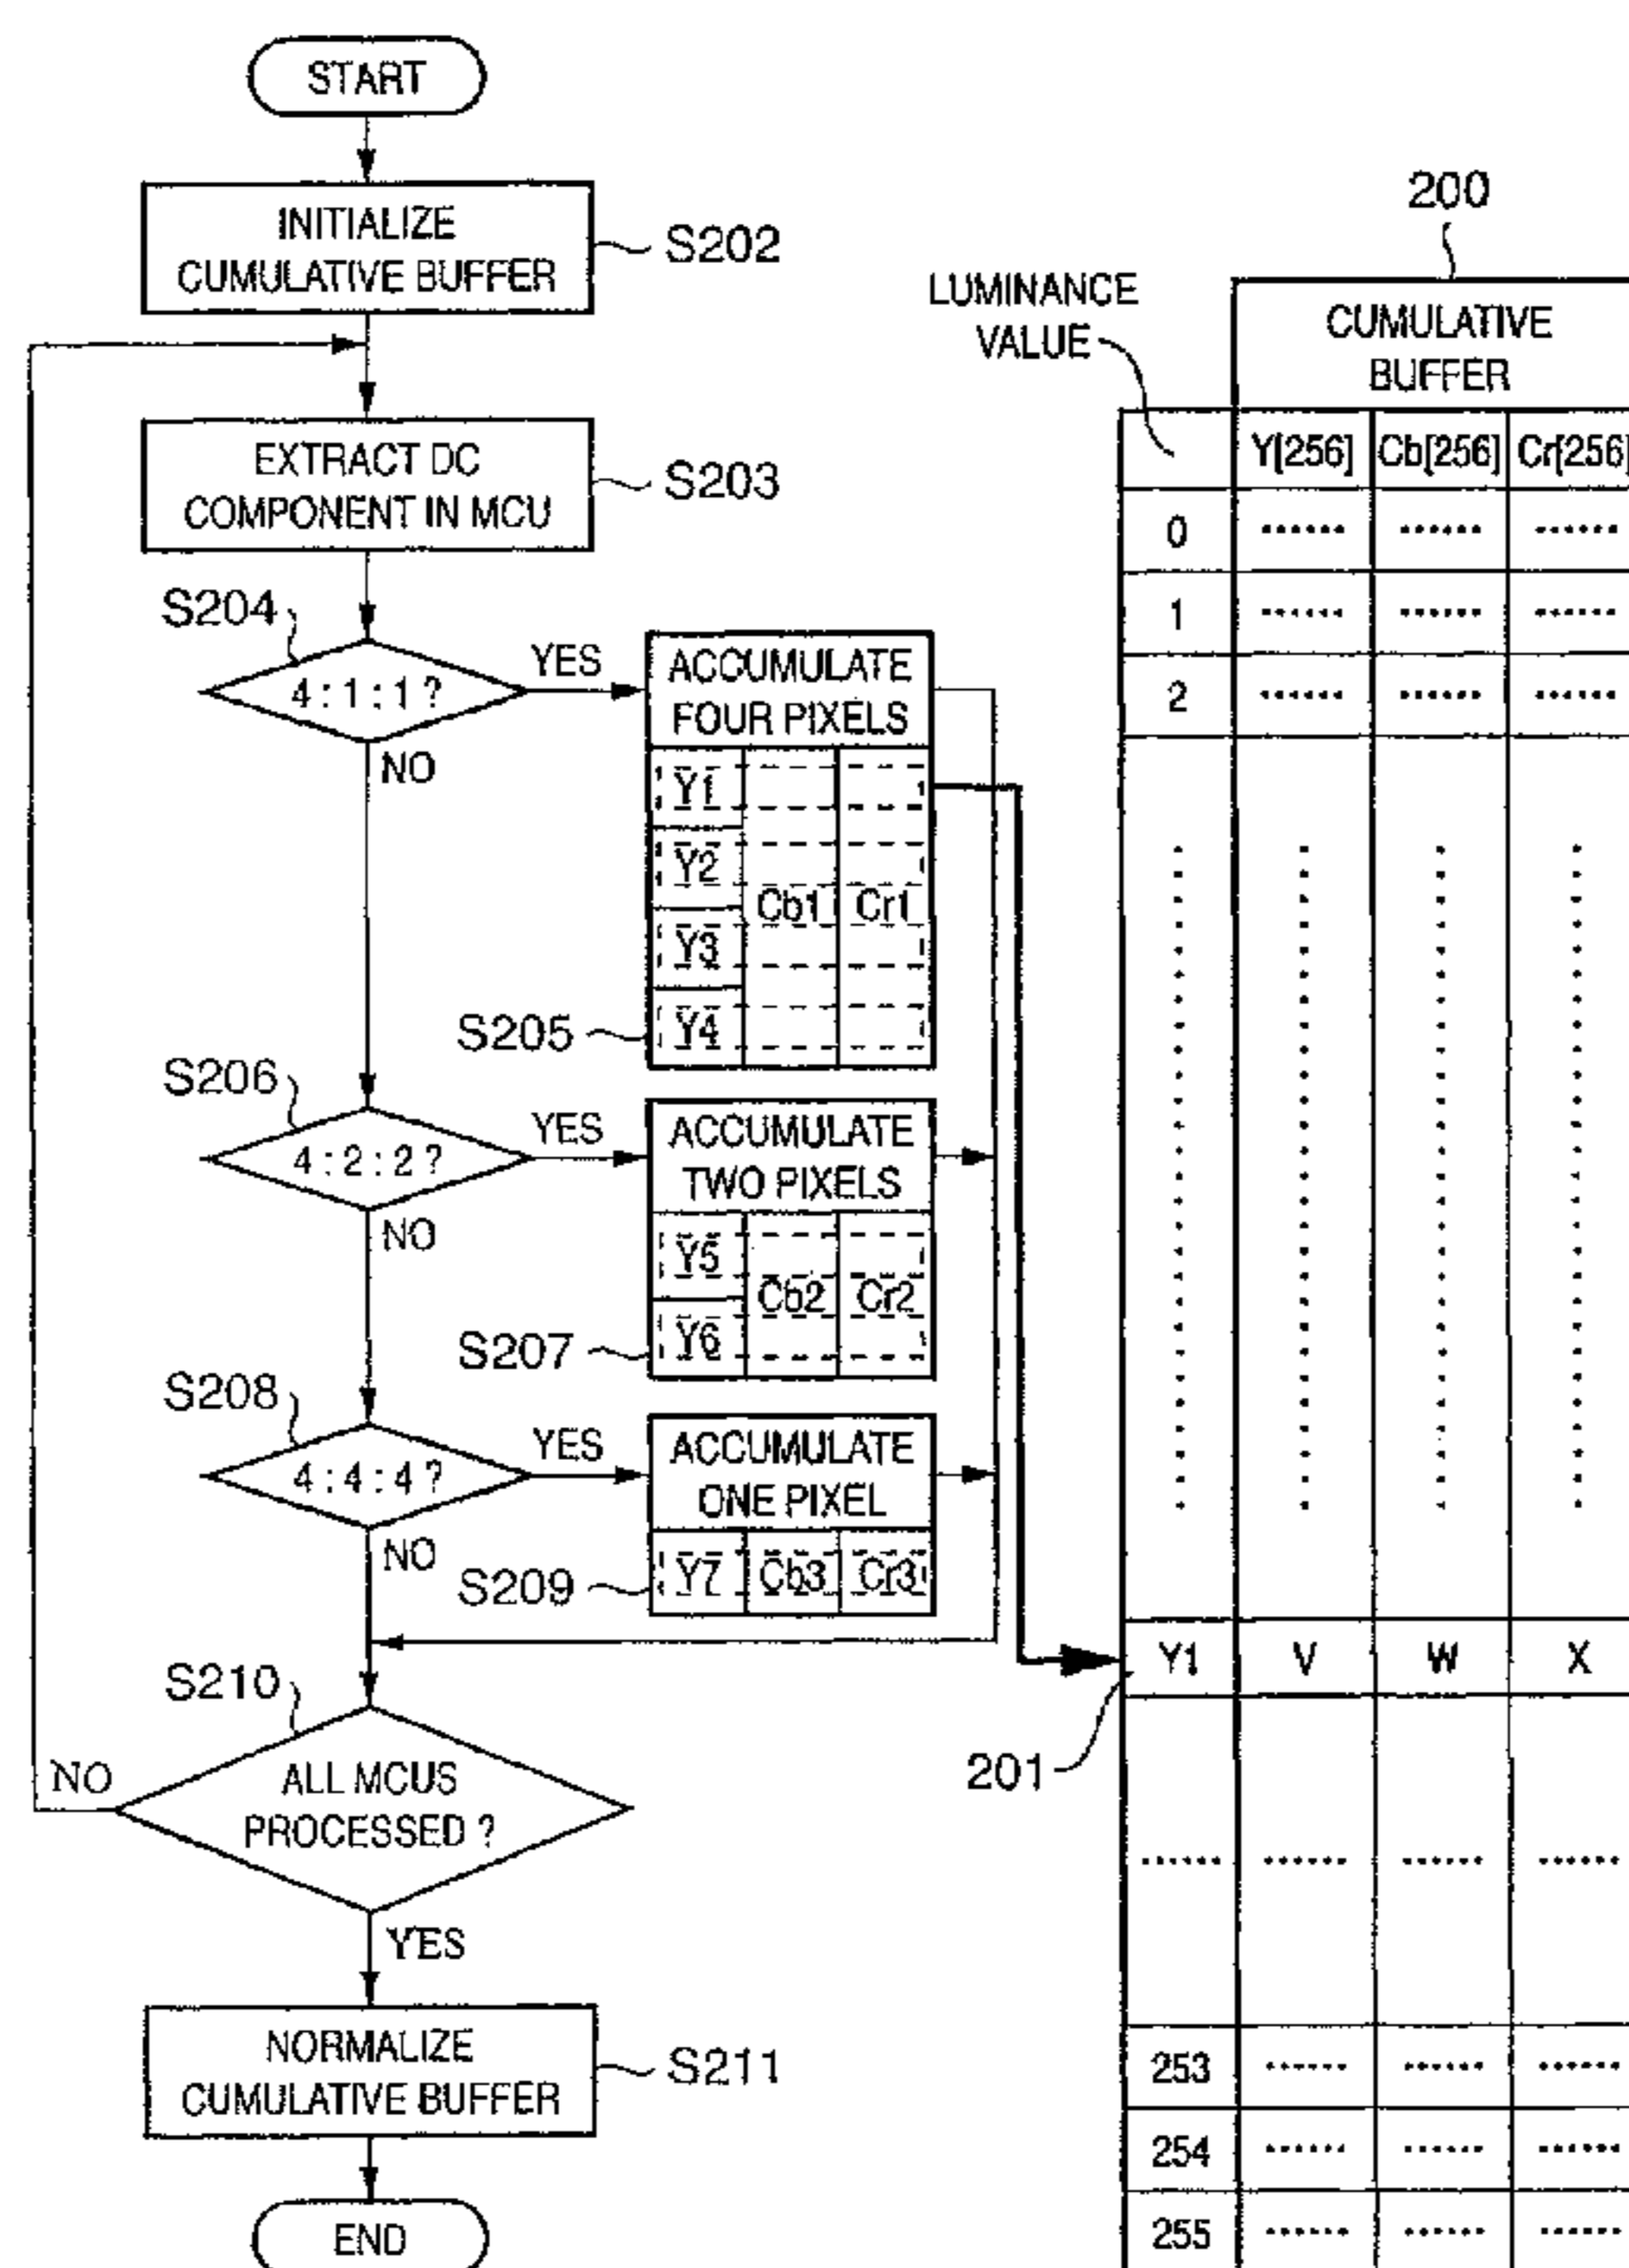 START
INITIALIZE
CUMULATIVE BUFFER
S202
EXTRACT DC
COMPONENT IN MCU
S203
S204
4 : 1 : 1 ?
YES
NO
ACCUMULATE
FOUR PIXELS
Y1
Y2
Cb1 Cr1
Y3
Y4
S205
S206
4 : 2 : 2 ?
YES
NO
ACCUMULATE
TWO PIXELS
Y5
Cb2 Cr2
Y6
S207
S208
4 : 4 : 4 ?
YES
NO
ACCUMULATE
ONE PIXEL
Y7 Cb3 Cr3
S209
S210
ALL MCUS
PROCESSED ?
NO
YES
NORMALIZE
CUMULATIVE BUFFER
S211
END
200
LUMINANCE
VALUE
CUMULATIVE
BUFFER
Y[256] Cb[256] Cr[256]
0 ...... ...... ......
1 ...... ...... ......
2 ...... ...... ......
Y1 V W X
201
...... ...... ...... ......
253 ...... ...... ......
254 ...... ...... ......
255 ...... ...... ......